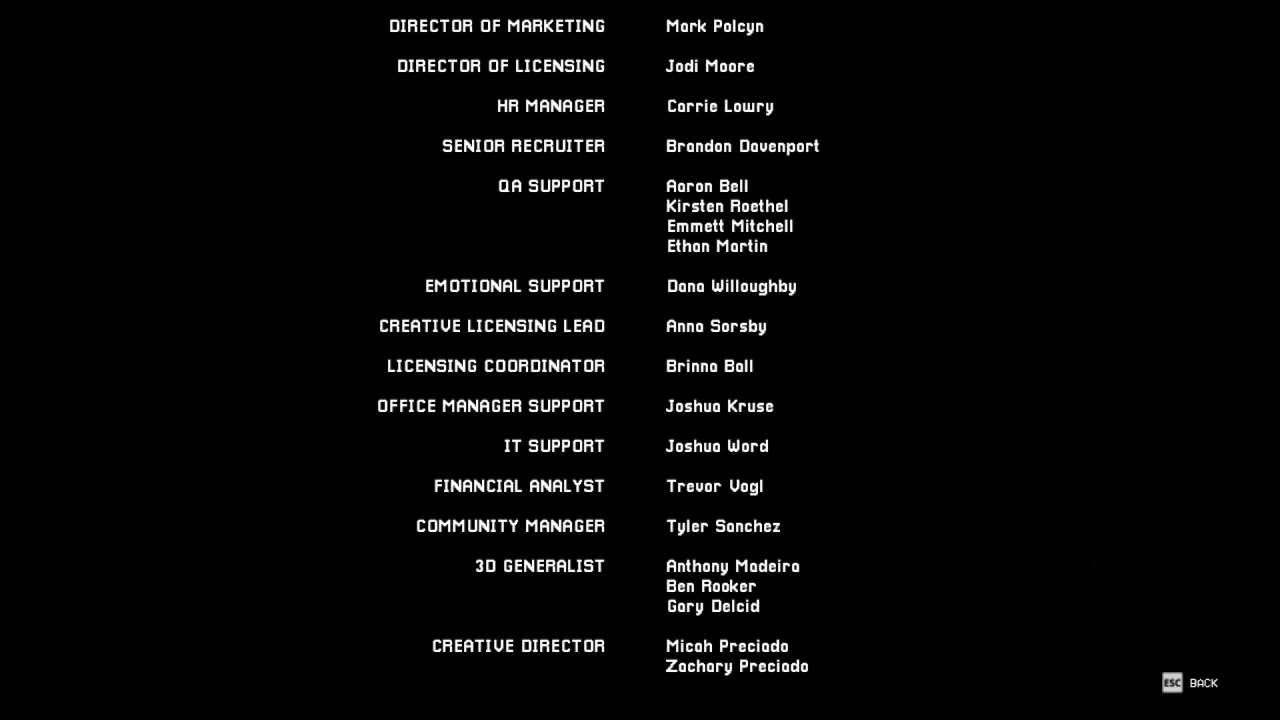 DIRECTOR OF MARKETING Mark Polcyn
DIRECTOR OF LICENSING Jodi Moore
HR MANAGER Carrie Lowry
SENIOR RECRUITER Brandon Davenport
QA SUPPORT Aaron Bell
Kirsten Roethel
Emmett Mitchell
Ethan Martin
EMOTIONAL SUPPORT Dana Willoughby
CREATIVE LICENSING LEAD Anna Sorsby
LICENSING COORDINATOR Brinna Ball
OFFICE MANAGER SUPPORT Joshua Kruse
IT SUPPORT Joshua Word
FINANCIAL ANALYST Trevor Vogl
COMMUNITY MANAGER Tyler Sanchez
3D GENERALIST Anthony Madeira
Ben Rooker
Gary Delcid
CREATIVE DIRECTOR Micah Preciado
Zachary Preciado
ESC BACK